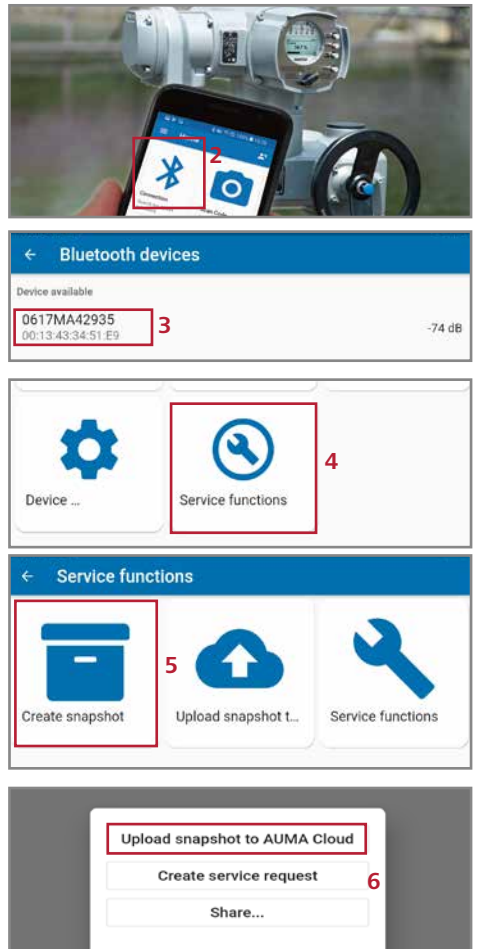 2
Connection
← Bluetooth devices
Device available
0617MA42935
00:13:43:34:51:E9
3
-74 dB
Device ...
Service functions
4
← Service functions
Create snapshot
5
Upload snapshot t...
Service functions
Upload snapshot to AUMA Cloud
Create service request
6
Share...